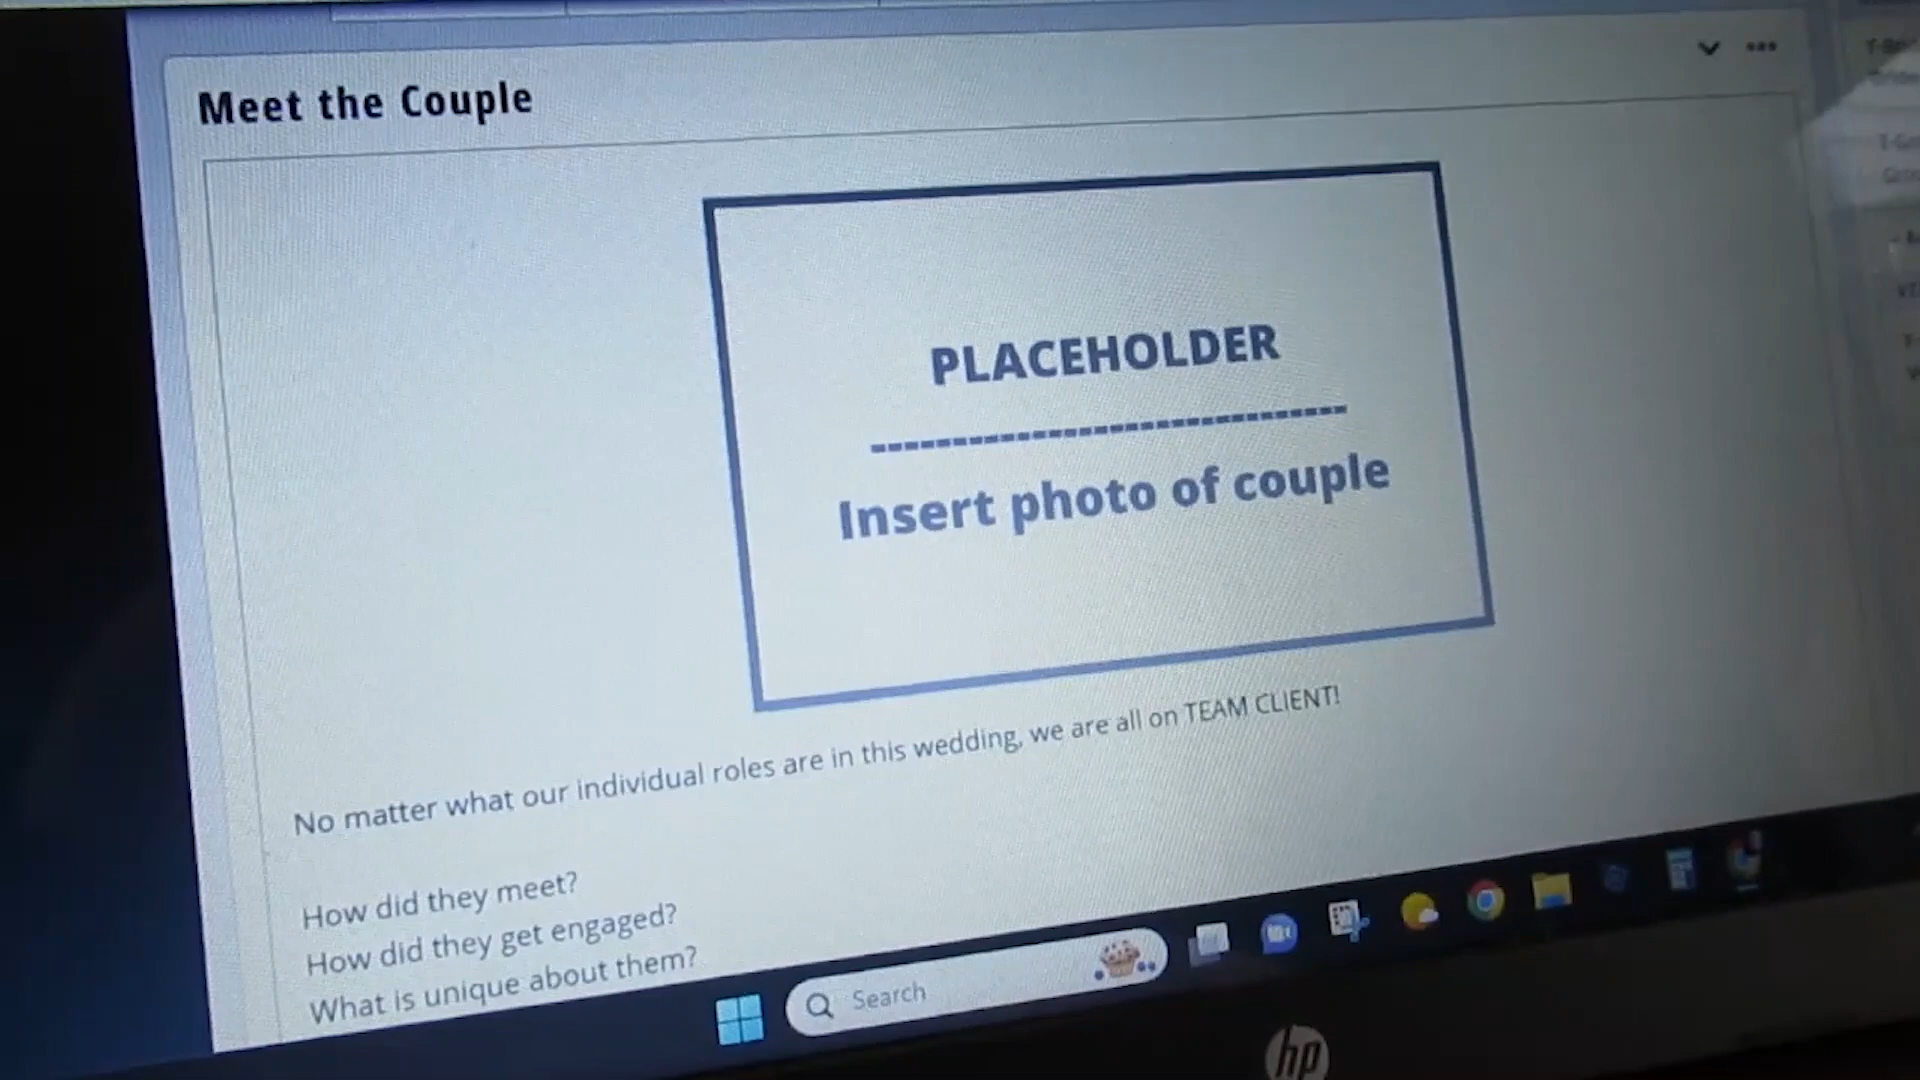 Meet the Couple
PLACEHOLDER
------------------------------
Insert photo of couple
No matter what our individual roles are in this wedding, we are all on TEAM CLIENT!
How did they meet?
How did they get engaged?
What is unique about them?
Search
hp